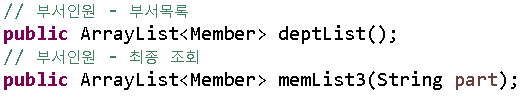 // 부서인원 - 부서목록
public ArrayList<Member> deptList();
// 부서인원 - 최종 조회
public ArrayList<Member> memList3(String part);